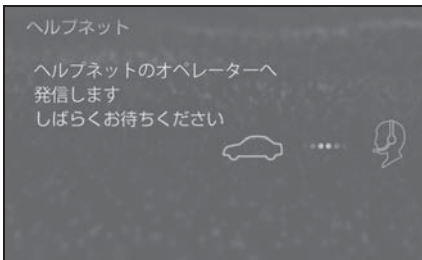 ヘルプネット
ヘルプネットのオペレーターへ
発信します
しばらくお待ちください